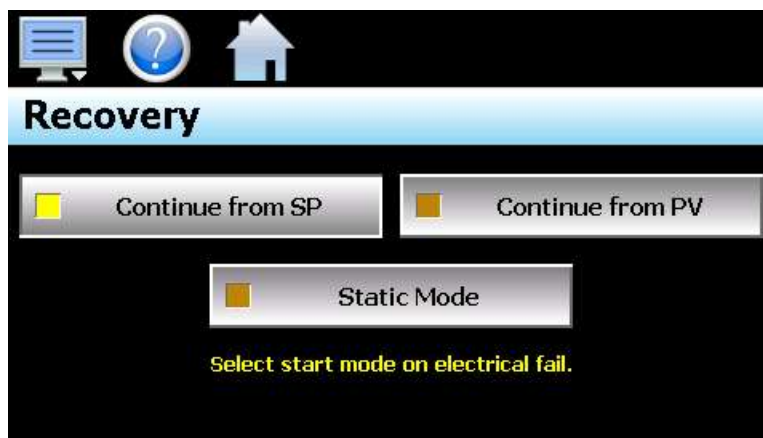 ?
Recovery
Continue from SP
Continue from PV
Static Mode
Select start mode on electrical fail.